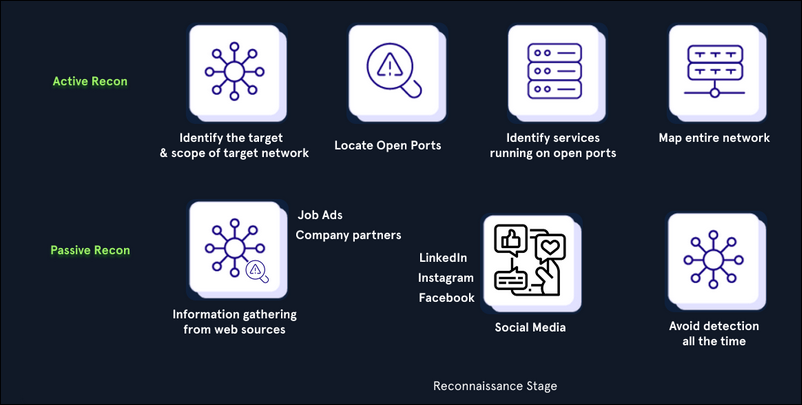 Active Recon
Identify the target
& scope of target network
Locate Open Ports
Identify services
running on open ports
Map entire network
Passive Recon
Information gathering
from web sources
Job Ads
Company partners
LinkedIn
Instagram
Facebook
Social Media
Avoid detection
all the time
Reconnaissance Stage